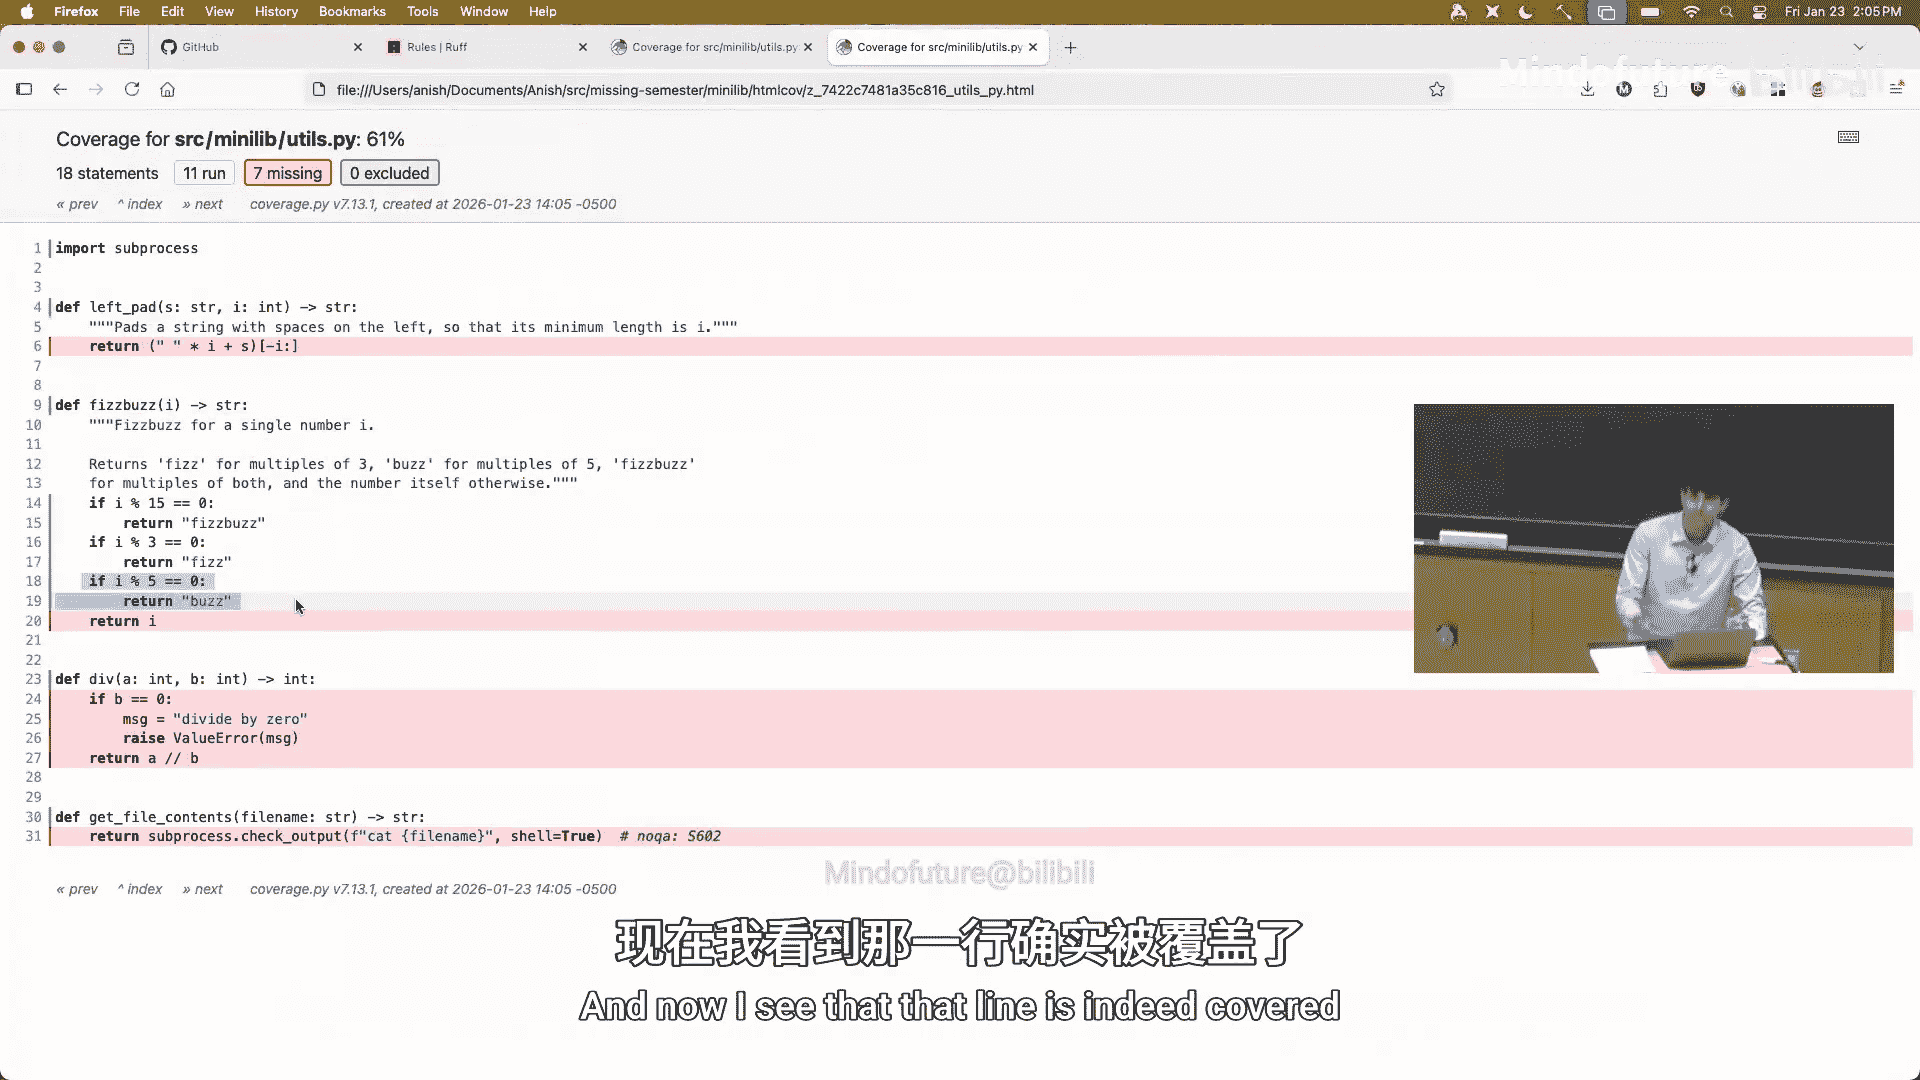 Firefox File Edit View History Bookmarks Tools Window Help Fri Jan 23 2:05 PM
GitHub Rules | Ruff Coverage for src/minilib/utils.py Coverage for src/minilib/utils.py
file:///Users/anish/Documents/Anish/src/missing-semester/minilib/htmlcov/z_7422c7481a35c816_utils_py.html
Coverage for src/minilib/utils.py: 61%
18 statements 11 run 7 missing 0 excluded
« prev ^ index » next coverage.py v7.13.1, created at 2026-01-23 14:05 -0500
1 import subprocess
2
3
4 def left_pad(s: str, i: int) -> str:
5 """Pads a string with spaces on the left, so that its minimum length is i."""
6 return (" " * i + s)[-i:]
7
8
9 def fizzbuzz(i) -> str:
10 """Fizzbuzz for a single number i.
11
12 Returns 'fizz' for multiples of 3, 'buzz' for multiples of 5, 'fizzbuzz'
13 for multiples of both, and the number itself otherwise."""
14 if i % 15 == 0:
15 return "fizzbuzz"
16 if i % 3 == 0:
17 return "fizz"
18 if i % 5 == 0:
19 return "buzz"
20 return i
21
22
23 def div(a: int, b: int) -> int:
24 if b == 0:
25 msg = "divide by zero"
26 raise ValueError(msg)
27 return a // b
28
29
30 def get_file_contents(filename: str) -> str:
31 return subprocess.check_output(f"cat {filename}", shell=True) # noqa: S602
Mindofuture@bilibili
« prev ^ index » next coverage.py v7.13.1, created at 2026-01-23 14:05 -0500
现在我看到那一行确实被覆盖了
And now I see that that line is indeed covered